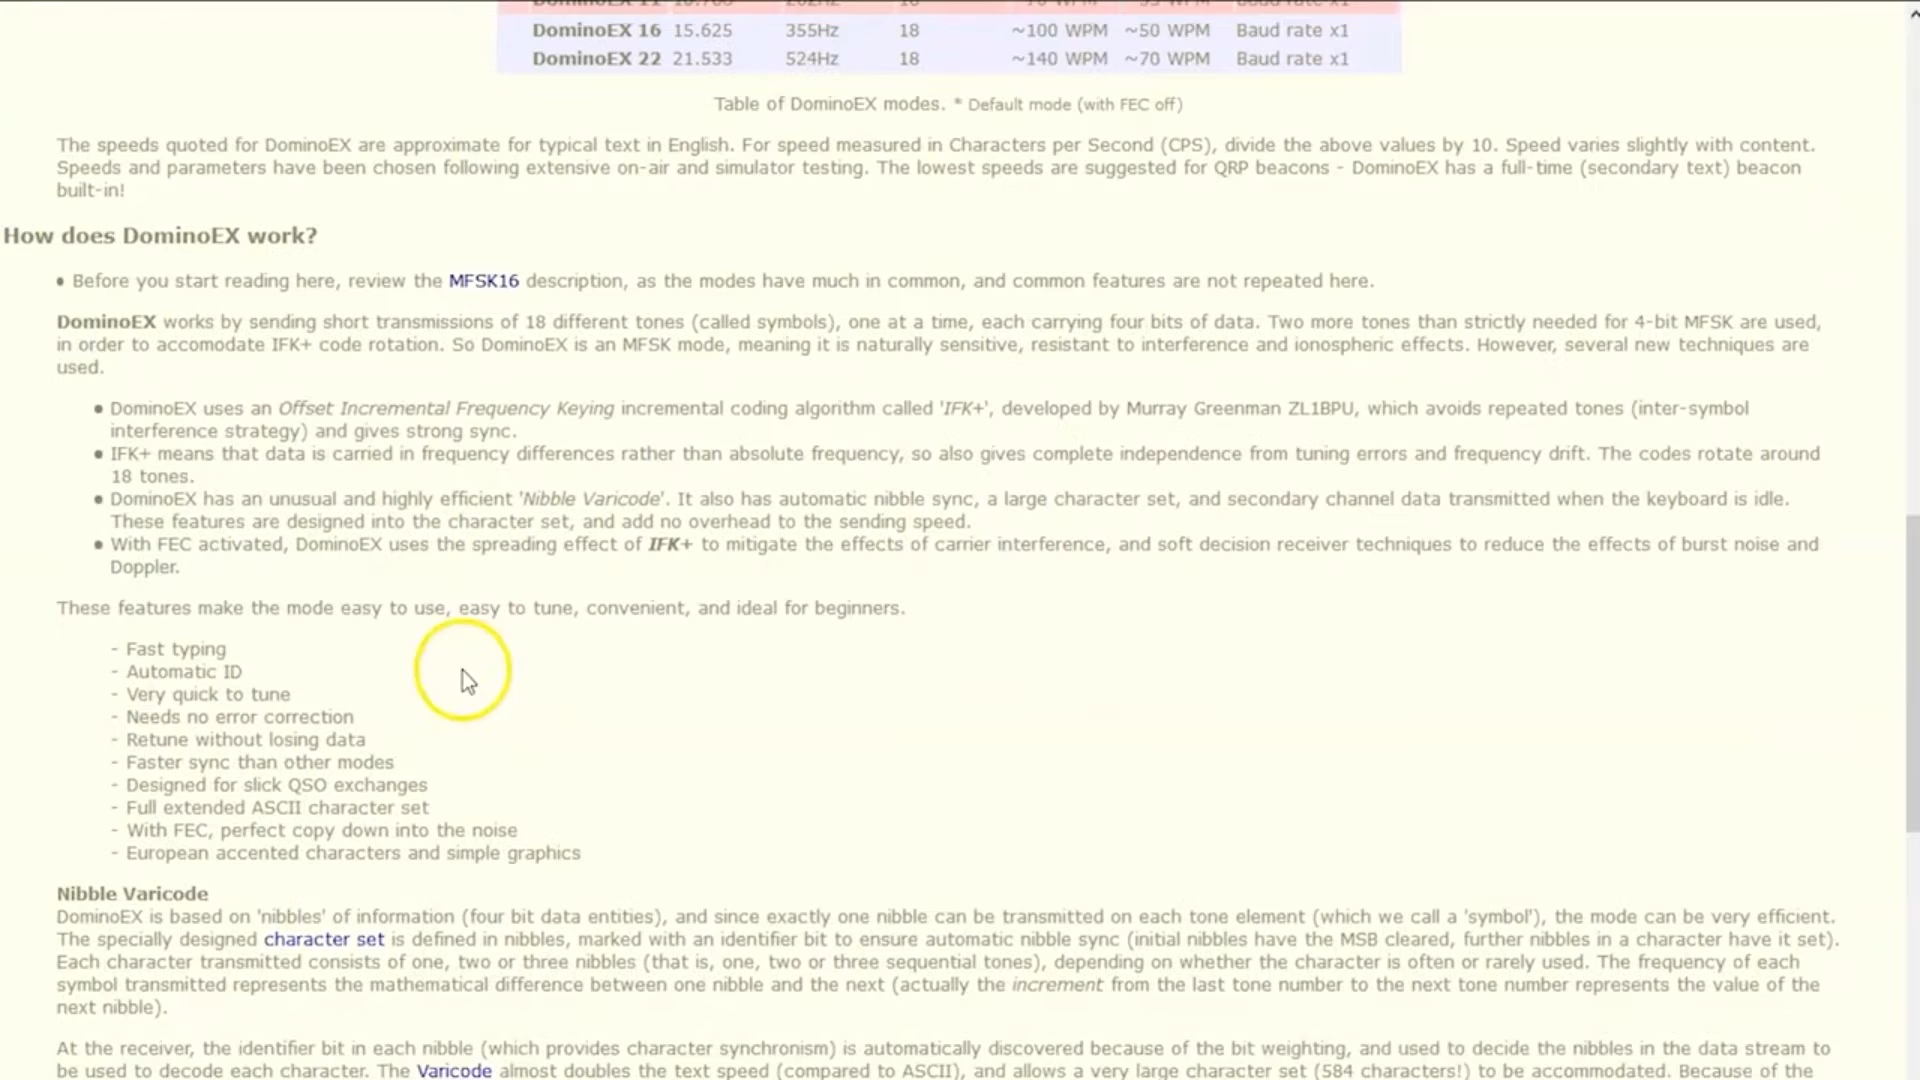 DominoEX 11 10.766 262Hz 18 ~70 WPM ~35 WPM Baud rate x1
DominoEX 16 15.625 355Hz 18 ~100 WPM ~50 WPM Baud rate x1
DominoEX 22 21.533 524Hz 18 ~140 WPM ~70 WPM Baud rate x1
Table of DominoEX modes. * Default mode (with FEC off)
The speeds quoted for DominoEX are approximate for typical text in English. For speed measured in Characters per Second (CPS), divide the above values by 10. Speed varies slightly with content.
Speeds and parameters have been chosen following extensive on-air and simulator testing. The lowest speeds are suggested for QRP beacons - DominoEX has a full-time (secondary text) beacon
built-in!
How does DominoEX work?
• Before you start reading here, review the MFSK16 description, as the modes have much in common, and common features are not repeated here.
DominoEX works by sending short transmissions of 18 different tones (called symbols), one at a time, each carrying four bits of data. Two more tones than strictly needed for 4-bit MFSK are used,
in order to accomodate IFK+ code rotation. So DominoEX is an MFSK mode, meaning it is naturally sensitive, resistant to interference and ionospheric effects. However, several new techniques are
used.
• DominoEX uses an Offset Incremental Frequency Keying incremental coding algorithm called 'IFK+', developed by Murray Greenman ZL1BPU, which avoids repeated tones (inter-symbol
interference strategy) and gives strong sync.
• IFK+ means that data is carried in frequency differences rather than absolute frequency, so also gives complete independence from tuning errors and frequency drift. The codes rotate around
18 tones.
• DominoEX has an unusual and highly efficient 'Nibble Varicode'. It also has automatic nibble sync, a large character set, and secondary channel data transmitted when the keyboard is idle.
These features are designed into the character set, and add no overhead to the sending speed.
• With FEC activated, DominoEX uses the spreading effect of IFK+ to mitigate the effects of carrier interference, and soft decision receiver techniques to reduce the effects of burst noise and
Doppler.
These features make the mode easy to use, easy to tune, convenient, and ideal for beginners.
- Fast typing
- Automatic ID
- Very quick to tune
- Needs no error correction
- Retune without losing data
- Faster sync than other modes
- Designed for slick QSO exchanges
- Full extended ASCII character set
- With FEC, perfect copy down into the noise
- European accented characters and simple graphics
Nibble Varicode
DominoEX is based on 'nibbles' of information (four bit data entities), and since exactly one nibble can be transmitted on each tone element (which we call a 'symbol'), the mode can be very efficient.
The specially designed character set is defined in nibbles, marked with an identifier bit to ensure automatic nibble sync (initial nibbles have the MSB cleared, further nibbles in a character have it set).
Each character transmitted consists of one, two or three nibbles (that is, one, two or three sequential tones), depending on whether the character is often or rarely used. The frequency of each
symbol transmitted represents the mathematical difference between one nibble and the next (actually the increment from the last tone number to the next tone number represents the value of the
next nibble).
At the receiver, the identifier bit in each nibble (which provides character synchronism) is automatically discovered because of the bit weighting, and used to decide the nibbles in the data stream to
be used to decode each character. The Varicode almost doubles the text speed (compared to ASCII), and allows a very large character set (584 characters!) to be accommodated. Because of the